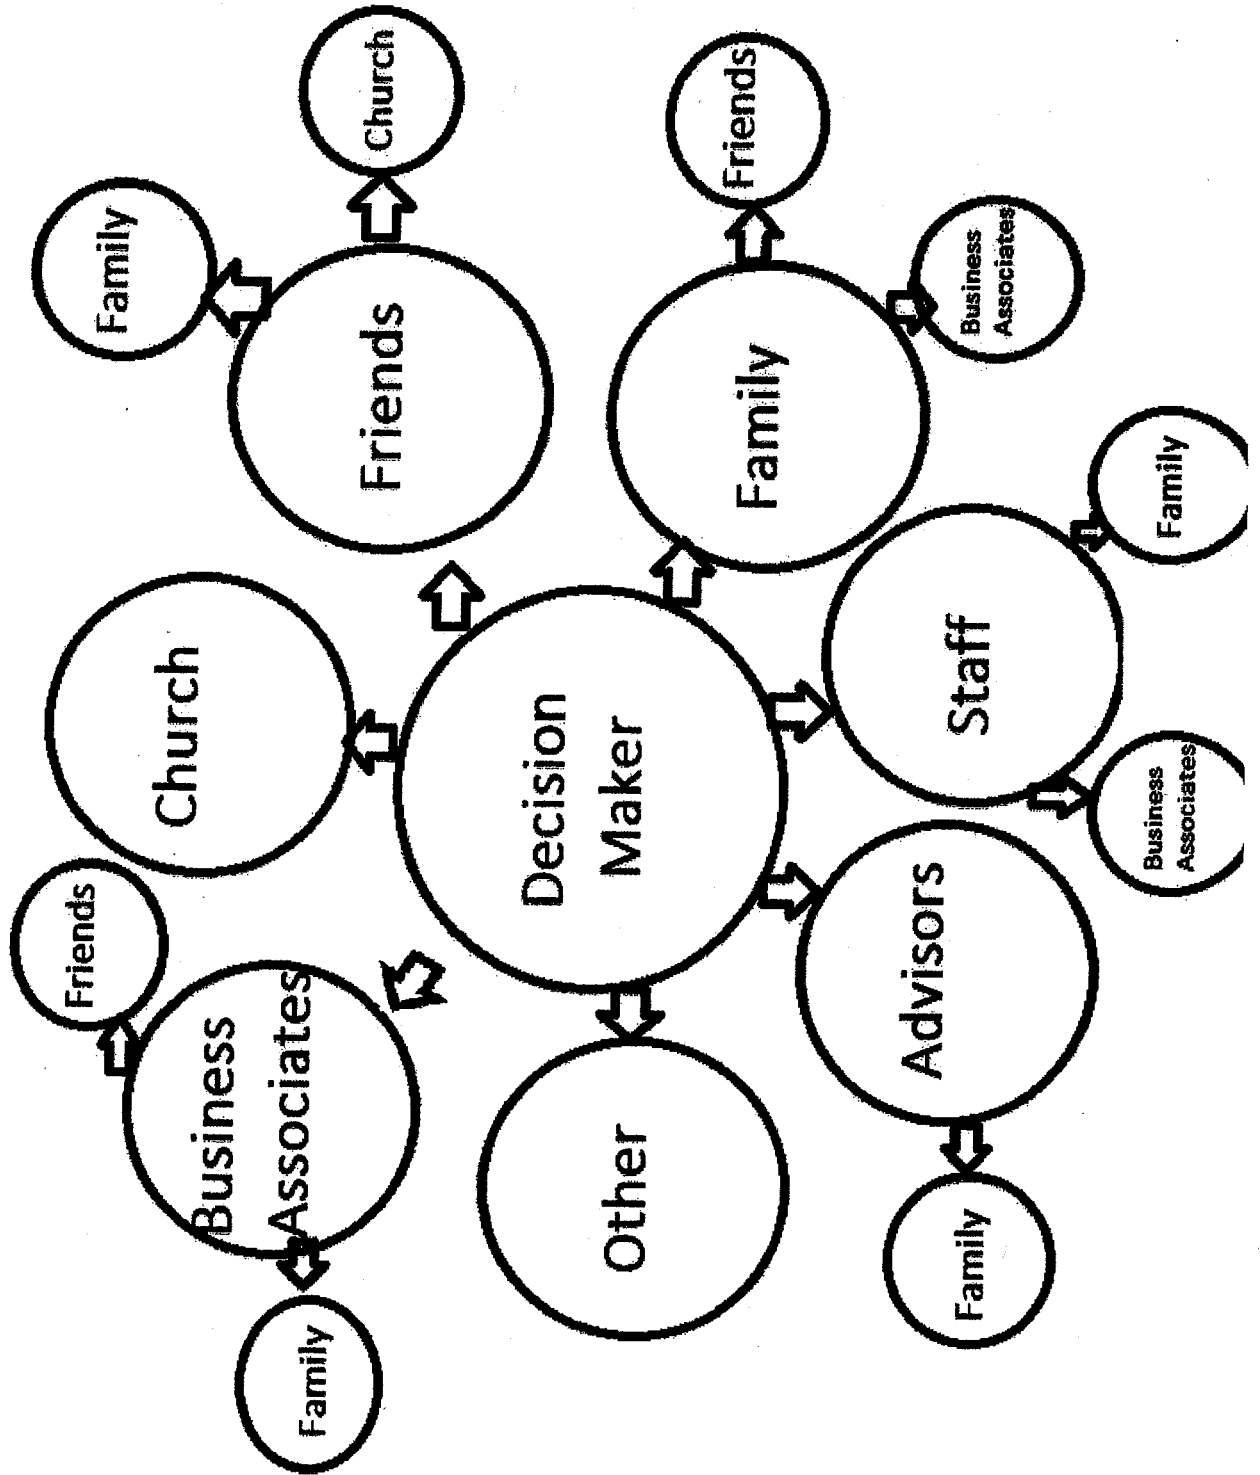 Friends
Family
Church
Business
Associates
Family
Friends
Church
Decision
Maker
Other
Family
Friends
Advisors
Staff
Family
Business
Associates
Business
Associates
Family